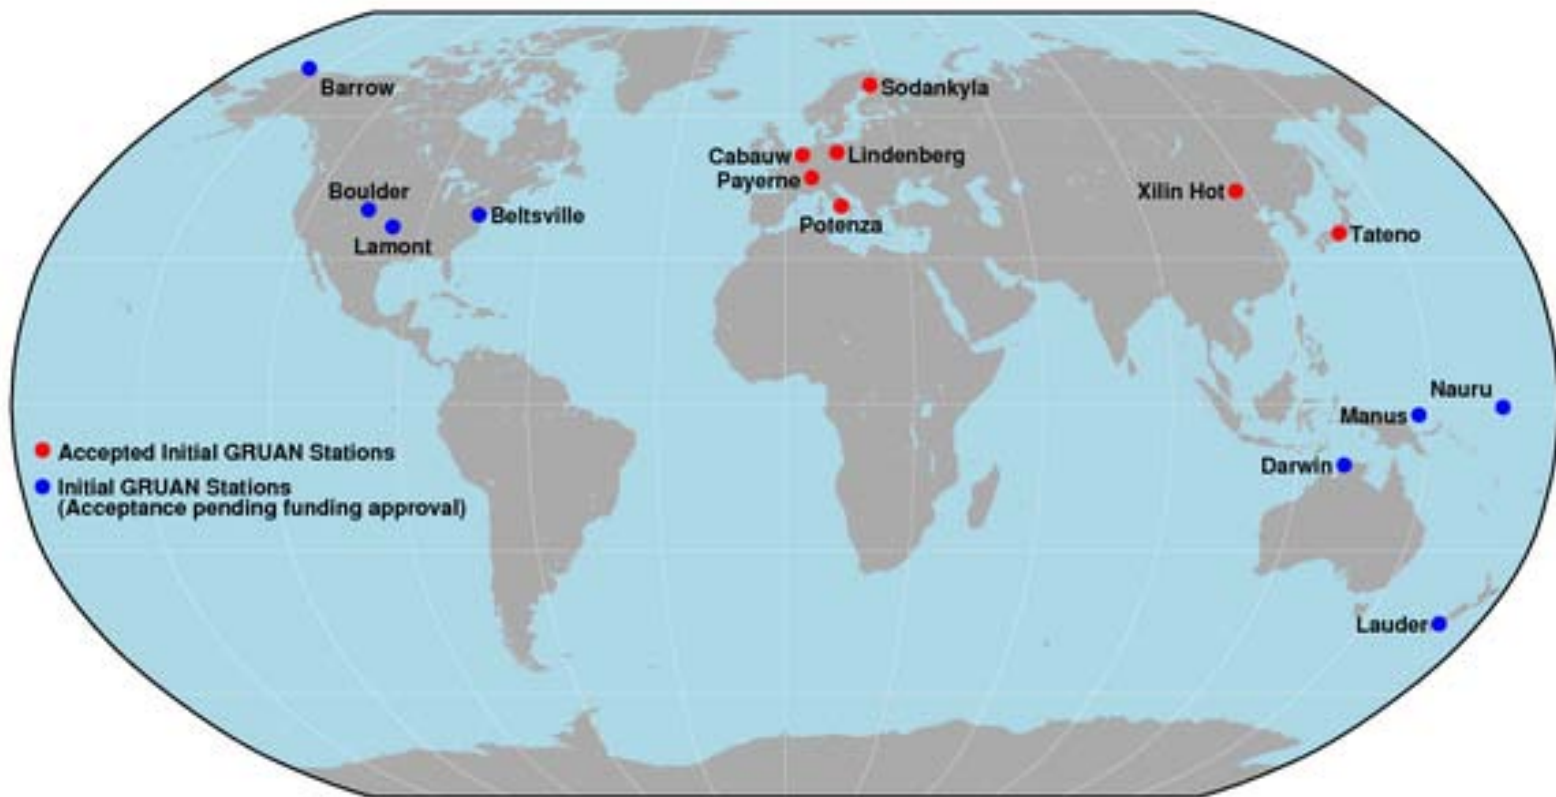 Barrow
Sodankyla
Cabauw
Lindenberg
Payerne
Xilin Hot
Boulder
Beltsville
Potenza
Lamont
Tateno
Nauru
Manus
Accepted Initial GRUAN Stations
Darwin
Initial GRUAN Stations
(Acceptance pending funding approval)
Lauder